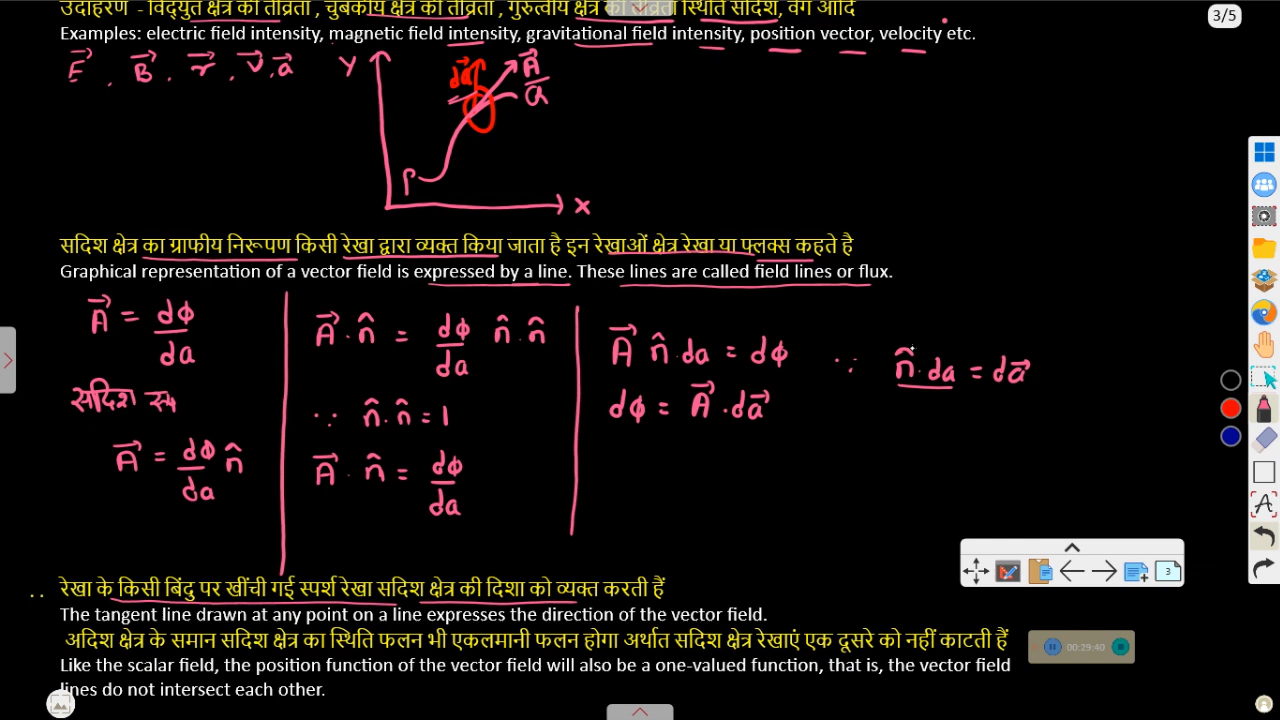 उदाहरण - विद्युत क्षेत्र की तीव्रता , चुंबकीय क्षेत्र की तीव्रता , गुरुत्वीय क्षेत्र की तीव्रता स्थिति सदिश, वेग आदि
3/5
Examples: electric field intensity, magnetic field intensity, gravitational field intensity, position vector, velocity etc.
E⃗, B⃗, r⃗, v⃗, a⃗
Y
da⃗
A⃗
a
P
X
सदिश क्षेत्र का ग्राफीय निरूपण किसी रेखा द्वारा व्यक्त किया जाता है इन रेखाओं क्षेत्र रेखा या फ्लक्स कहते है
Graphical representation of a vector field is expressed by a line. These lines are called field lines or flux.
A⃗ = dϕ/da
सदिश रूप
A⃗ = dϕ/da n̂
A⃗ · n̂ = dϕ/da n̂ · n̂
∵ n̂ · n̂ = 1
A⃗ · n̂ = dϕ/da
A⃗ n̂ · da = dϕ ∵ n̂ · da = da⃗
dϕ = A⃗ · da⃗
3
.. रेखा के किसी बिंदु पर खींची गई स्पर्श रेखा सदिश क्षेत्र की दिशा को व्यक्त करती हैं
The tangent line drawn at any point on a line expresses the direction of the vector field.
अदिश क्षेत्र के समान सदिश क्षेत्र का स्थिति फलन भी एकलमानी फलन होगा अर्थात सदिश क्षेत्र रेखाएं एक दूसरे को नहीं काटती हैं
00:29:40
Like the scalar field, the position function of the vector field will also be a one-valued function, that is, the vector field
lines do not intersect each other.